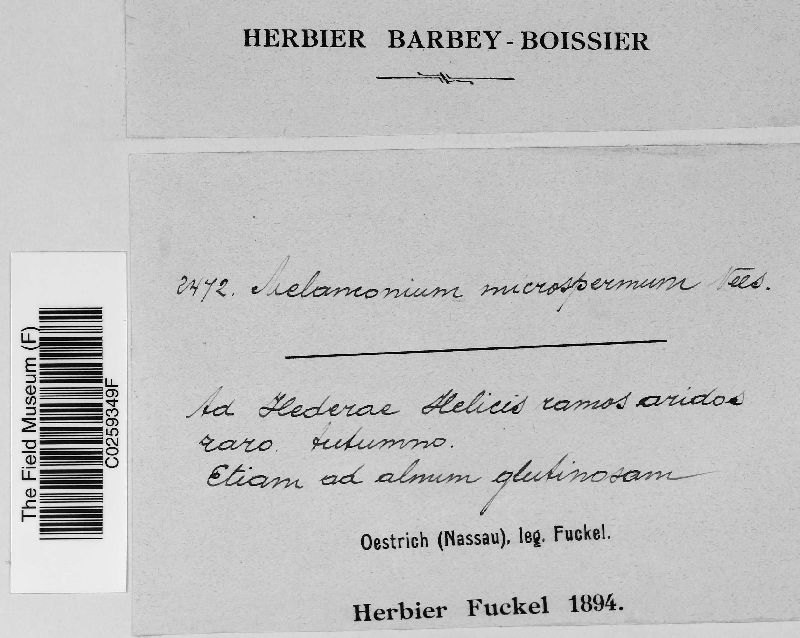 HERBIER BARBEY-BOISSIER
2472. Melanconium microspermum Nees.
Ad Hederae Helicis ramos aridos
raro. Autumno.
Etiam ad alnum glutinosam
Oestrich (Nassau), leg. Fuckel.
Herbier Fuckel 1894.
The Field Museum (F)
C0259349F